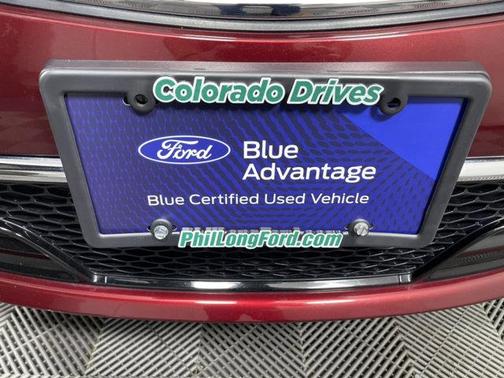 Colorado Drives
Ford
Blue
Advantage
Blue Certified Used Vehicle
PhilLongFord.com